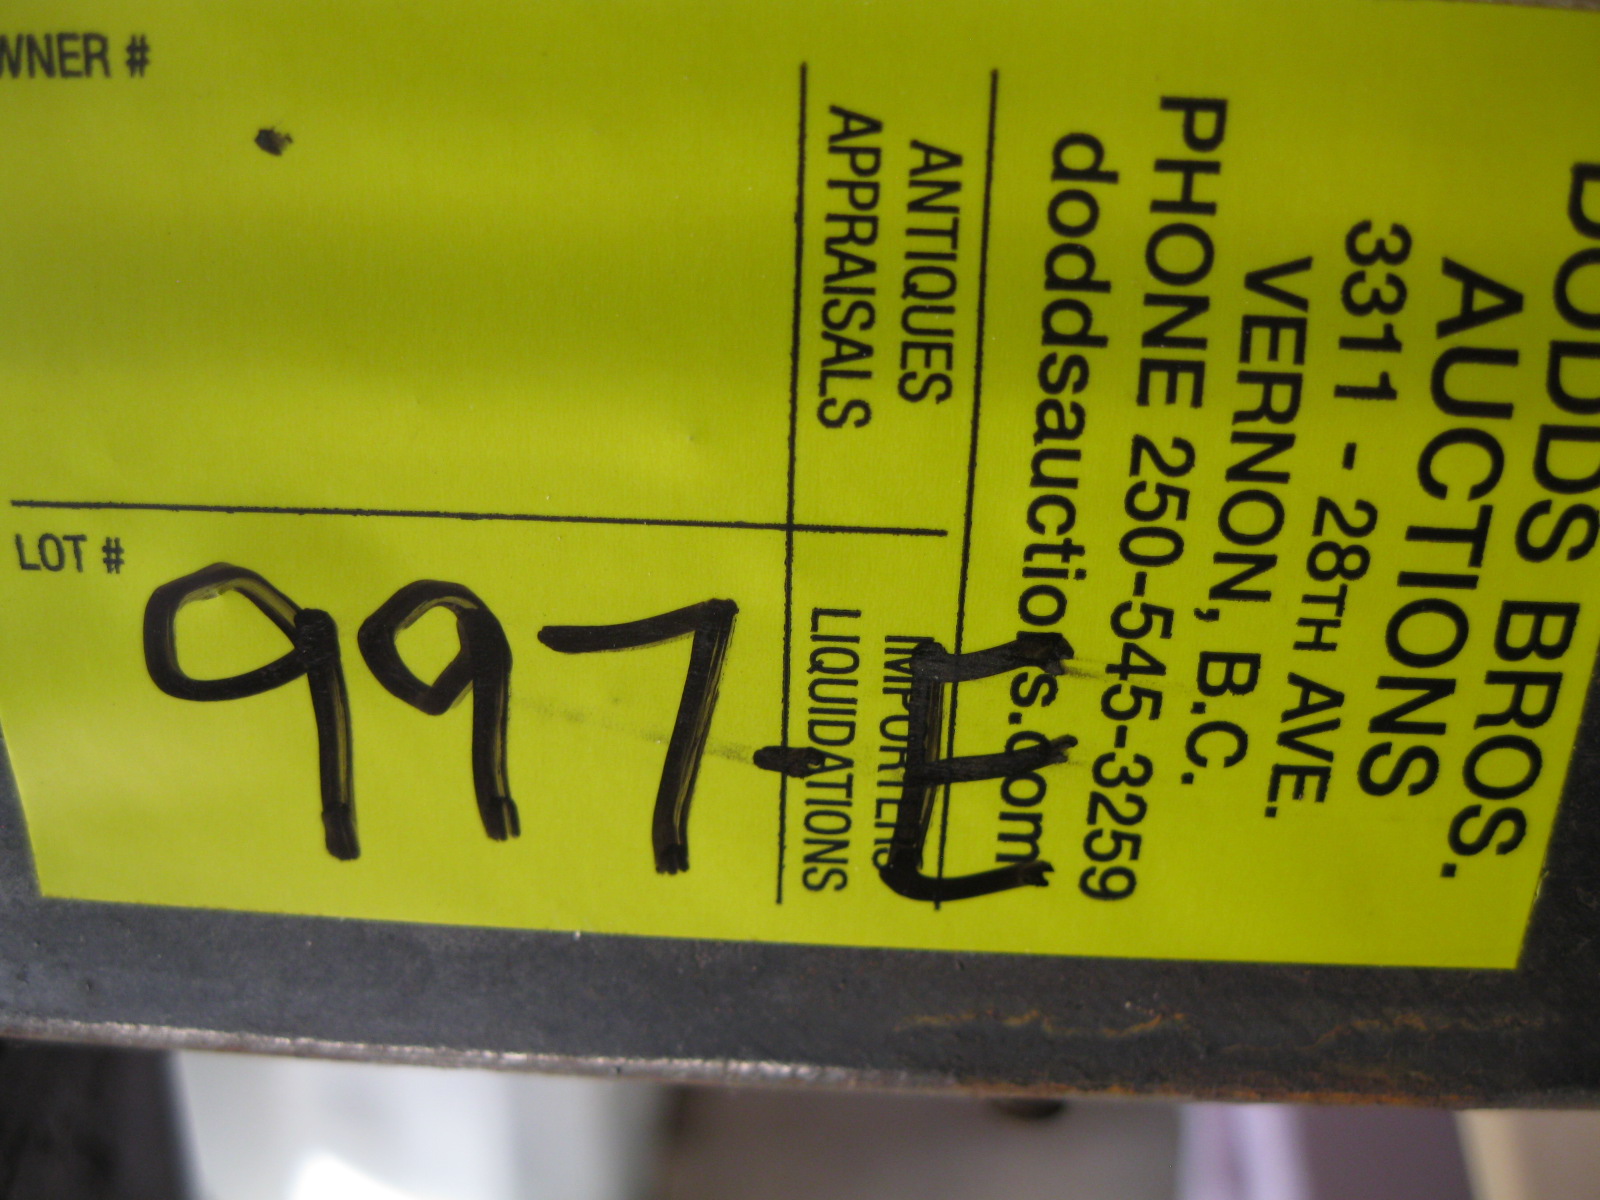 DODDS BROS.
AUCTIONS
3311 - 28TH AVE.
VERNON, B.C.
PHONE 250-545-3259
doddsauctions.com
ANTIQUES IMPORTERS
APPRAISALS LIQUIDATIONS
WNER #
LOT #
997-E